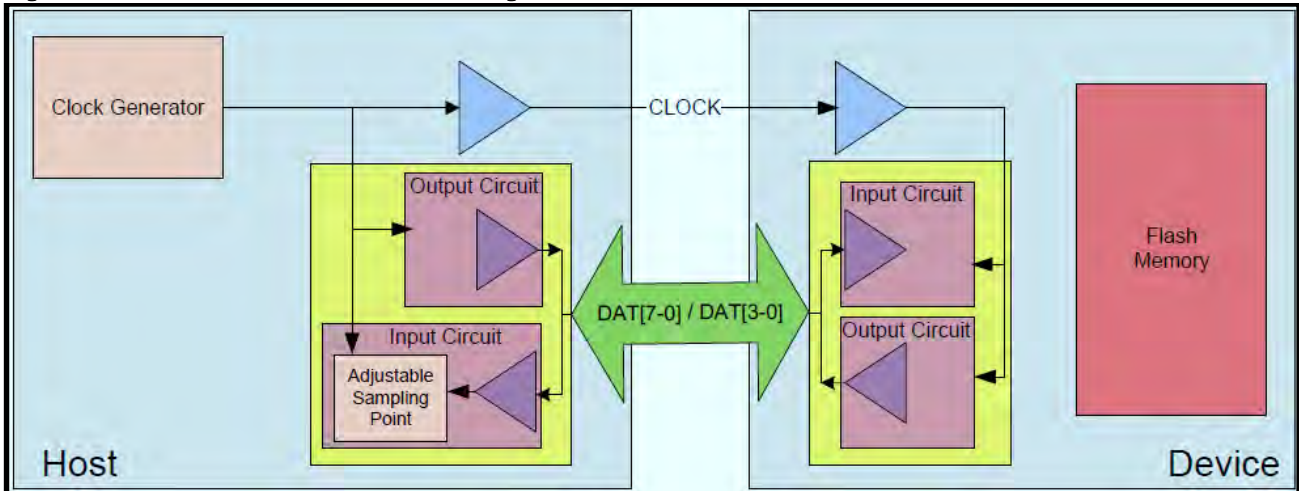 Clock Generator
CLOCK
Output Circuit
Input Circuit
Adjustable
Sampling
Point
DAT[7-0] / DAT[3-0]
Input Circuit
Output Circuit
Flash
Memory
Host
Device